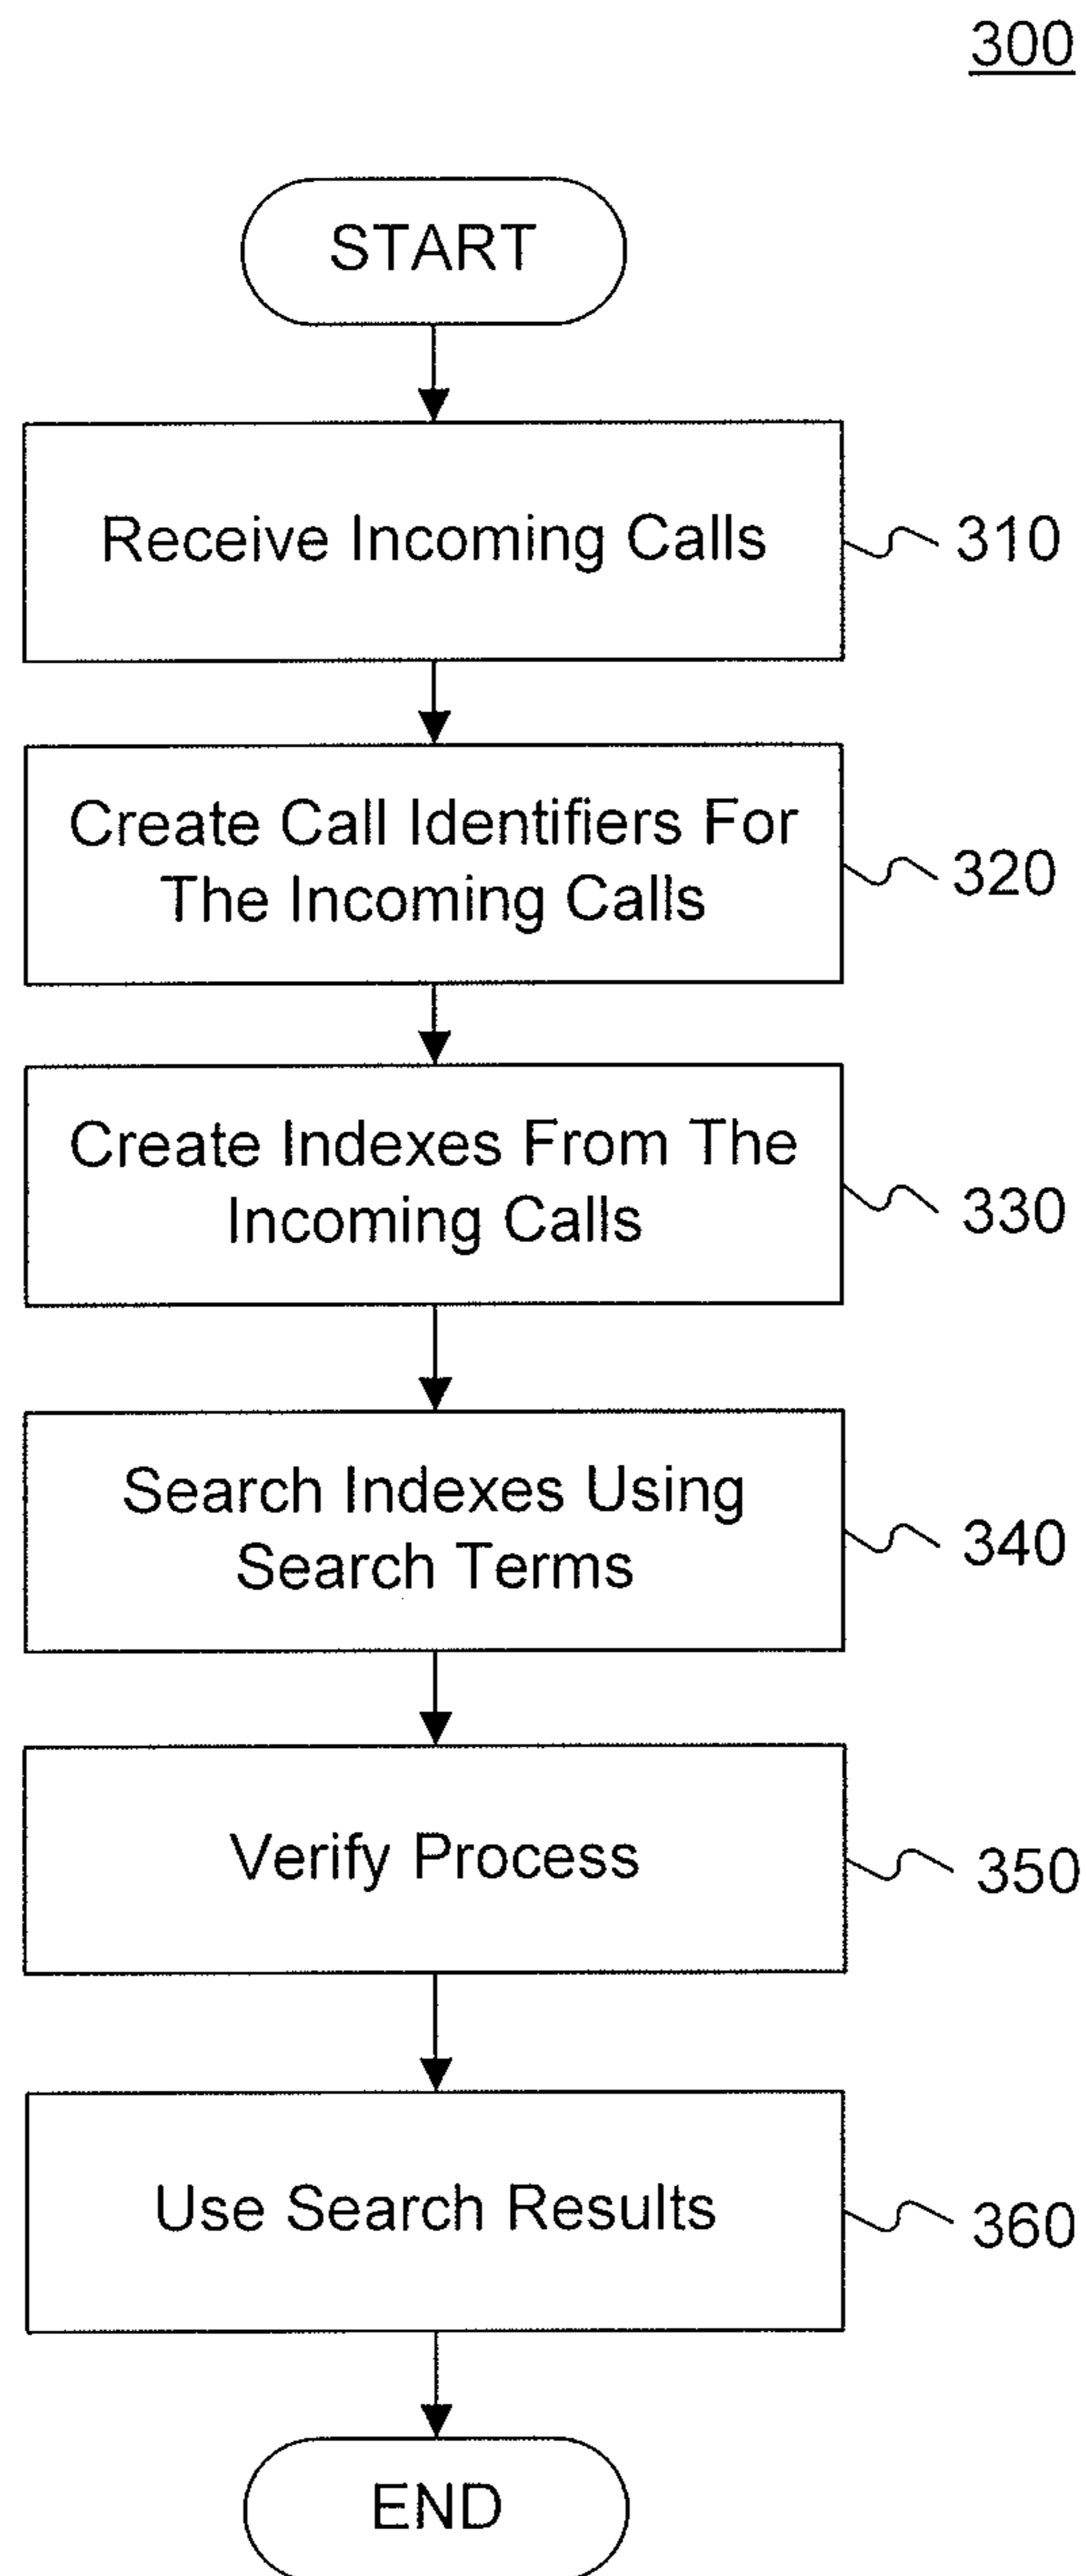 300
START
Receive Incoming Calls
310
Create Call Identifiers For
The Incoming Calls
320
Create Indexes From The
Incoming Calls
330
Search Indexes Using
Search Terms
340
Verify Process
350
Use Search Results
360
END